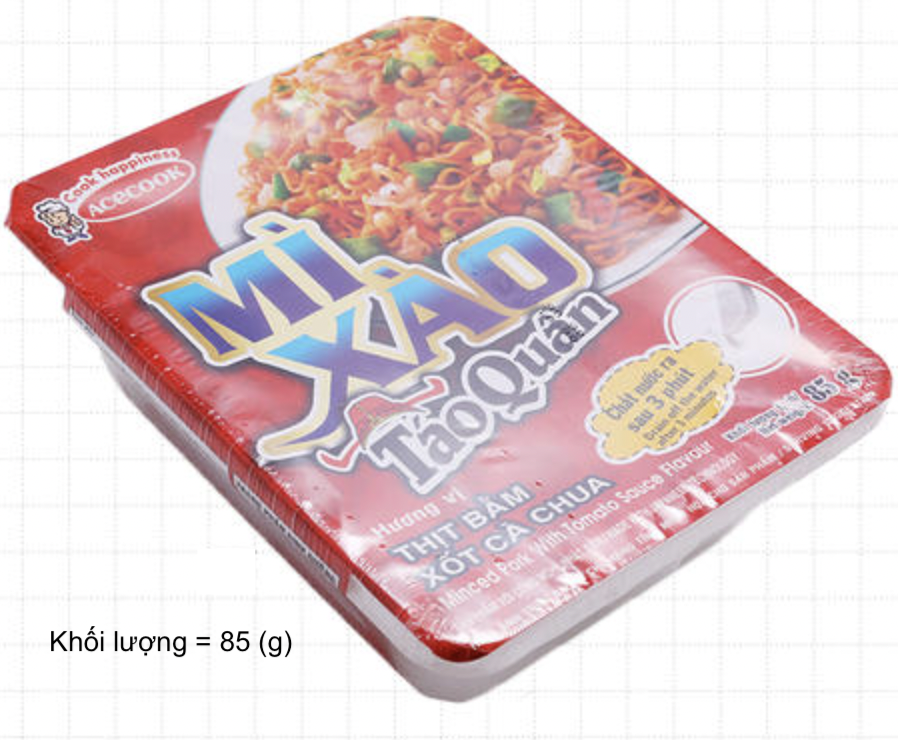 Cook happiness
ACECOOK
MÌ
XÀO
Táo Quân
Chắt nước ra
sau 3 phút
Drain off the water
after 3 minutes
85 g
Hương vị
THỊT BẰM
XỐT CÀ CHUA
Minced Pork With Tomato Sauce Flavour
Khối lượng = 85 (g)